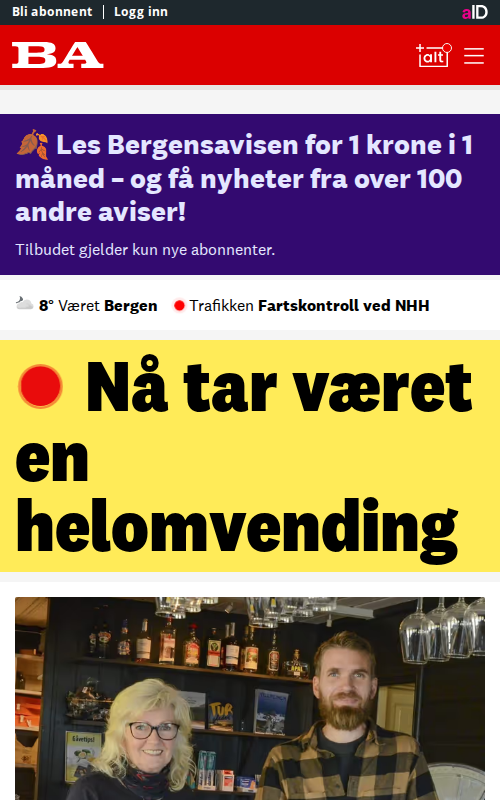 Bli abonnent | Logg inn
aID
BA
+alt
🍂 Les Bergensavisen for 1 krone i 1
måned – og få nyheter fra over 100
andre aviser!
Tilbudet gjelder kun nye abonnenter.
8° Været Bergen
Trafikken Fartskontroll ved NHH
Nå tar været
en
helomvending
TUR